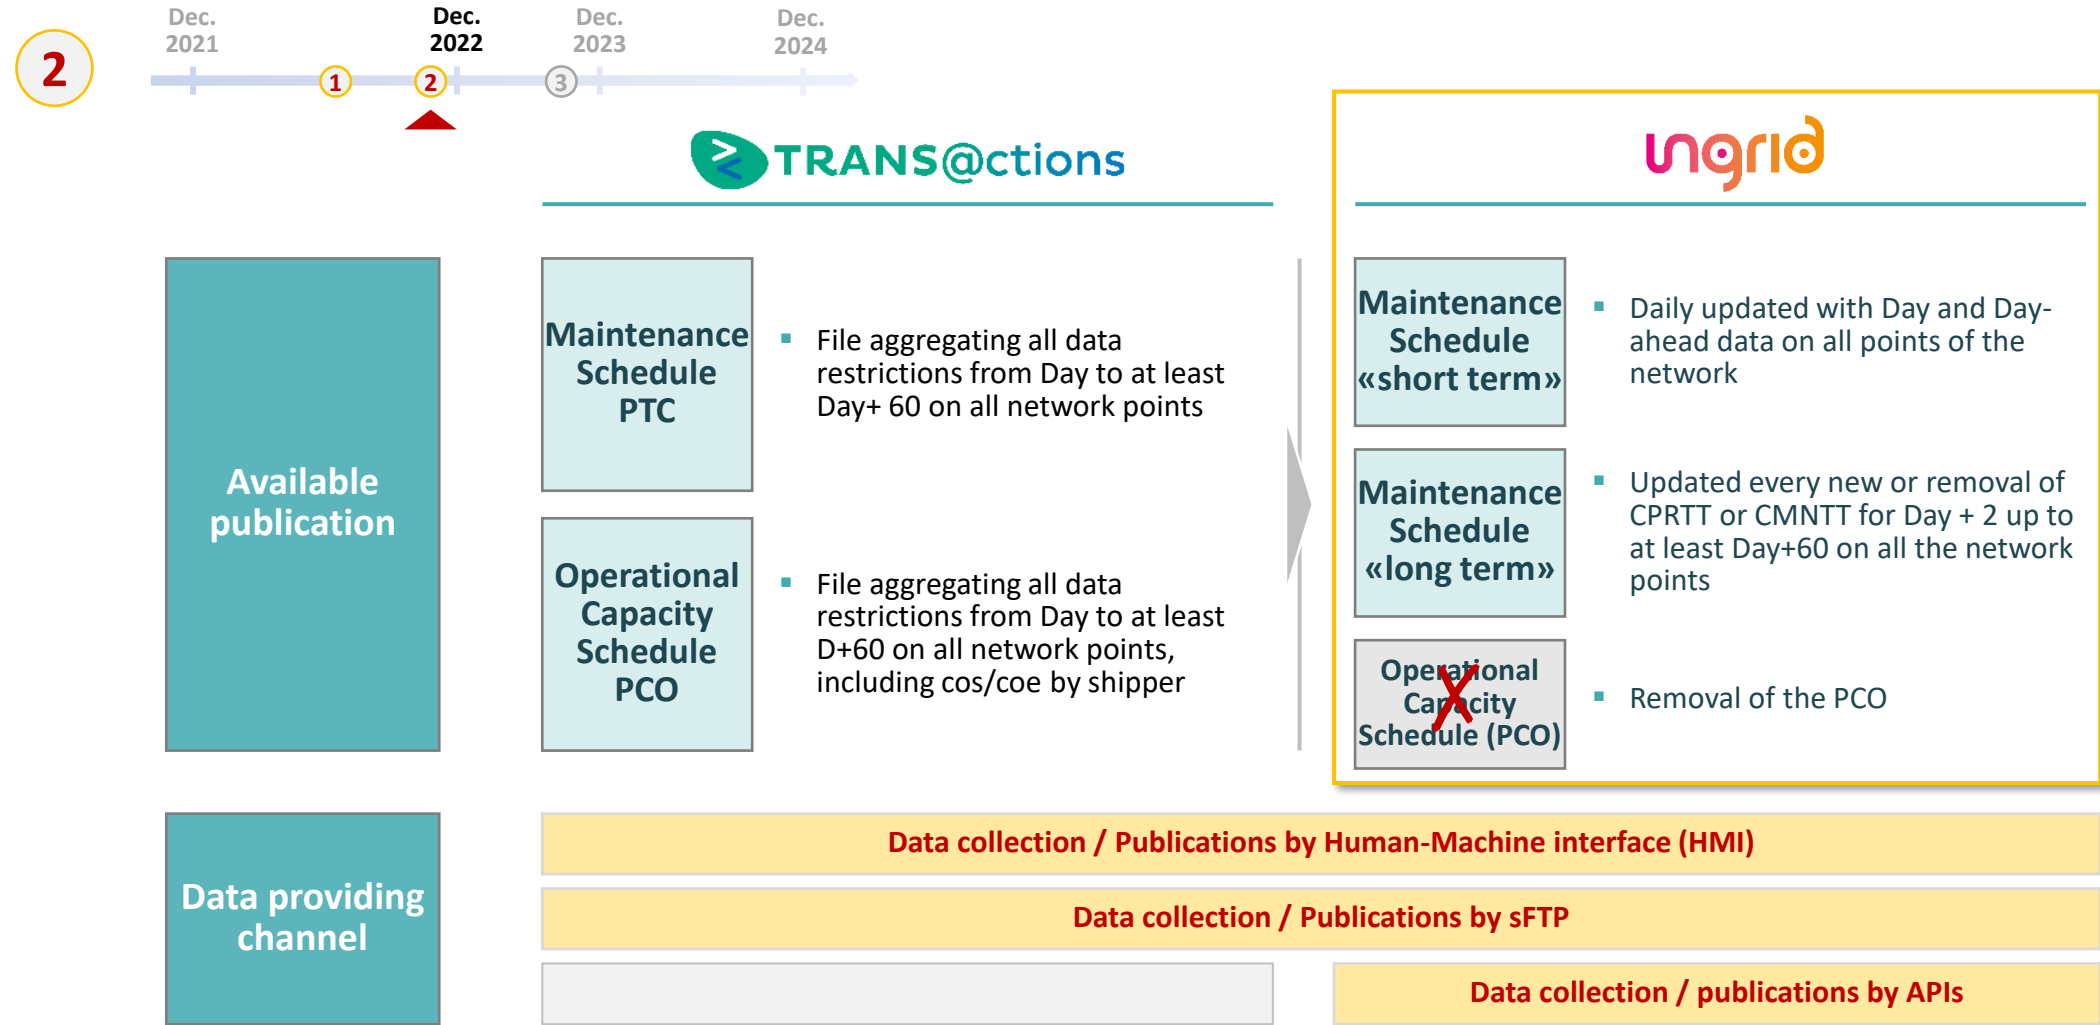 2
Dec.
2021
Dec.
2022
Dec.
2023
Dec.
2024
1
2
3
TRANS@ctions
ingrid
Available
publication
Maintenance
Schedule
PTC
▪ File aggregating all data
restrictions from Day to at least
Day+ 60 on all network points
Operational
Capacity
Schedule
PCO
▪ File aggregating all data
restrictions from Day to at least
D+60 on all network points,
including cos/coe by shipper
Maintenance
Schedule
«short term»
▪ Daily updated with Day and Day-
ahead data on all points of the
network
Maintenance
Schedule
«long term»
▪ Updated every new or removal of
CPRTT or CMNTT for Day + 2 up to
at least Day+60 on all the network
points
Operational
Capacity
Schedule (PCO)
▪ Removal of the PCO
Data providing
channel
Data collection / Publications by Human-Machine interface (HMI)
Data collection / Publications by sFTP
Data collection / publications by APIs